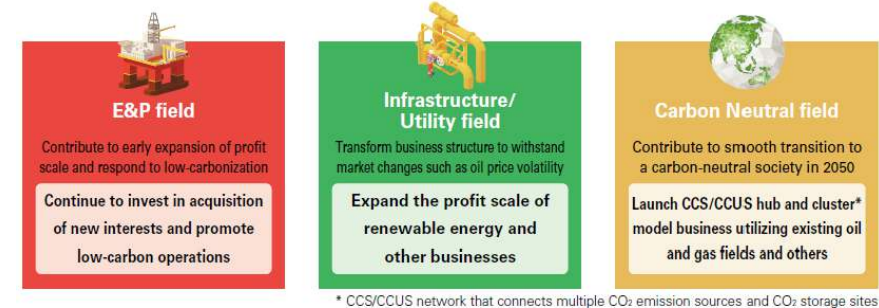 E&P field
Contribute to early expansion of profit
scale and respond to low-carbonization
Continue to invest in acquisition
of new interests and promote
low-carbon operations
Infrastructure/
Utility field
Transform business structure to withstand
market changes such as oil price volatility
Expand the profit scale of
renewable energy and
other businesses
Carbon Neutral field
Contribute to smooth transition to
a carbon-neutral society in 2050
Launch CCS/CCUS hub and cluster*
model business utilizing existing oil
and gas fields and others
* CCS/CCUS network that connects multiple CO₂ emission sources and CO₂ storage sites